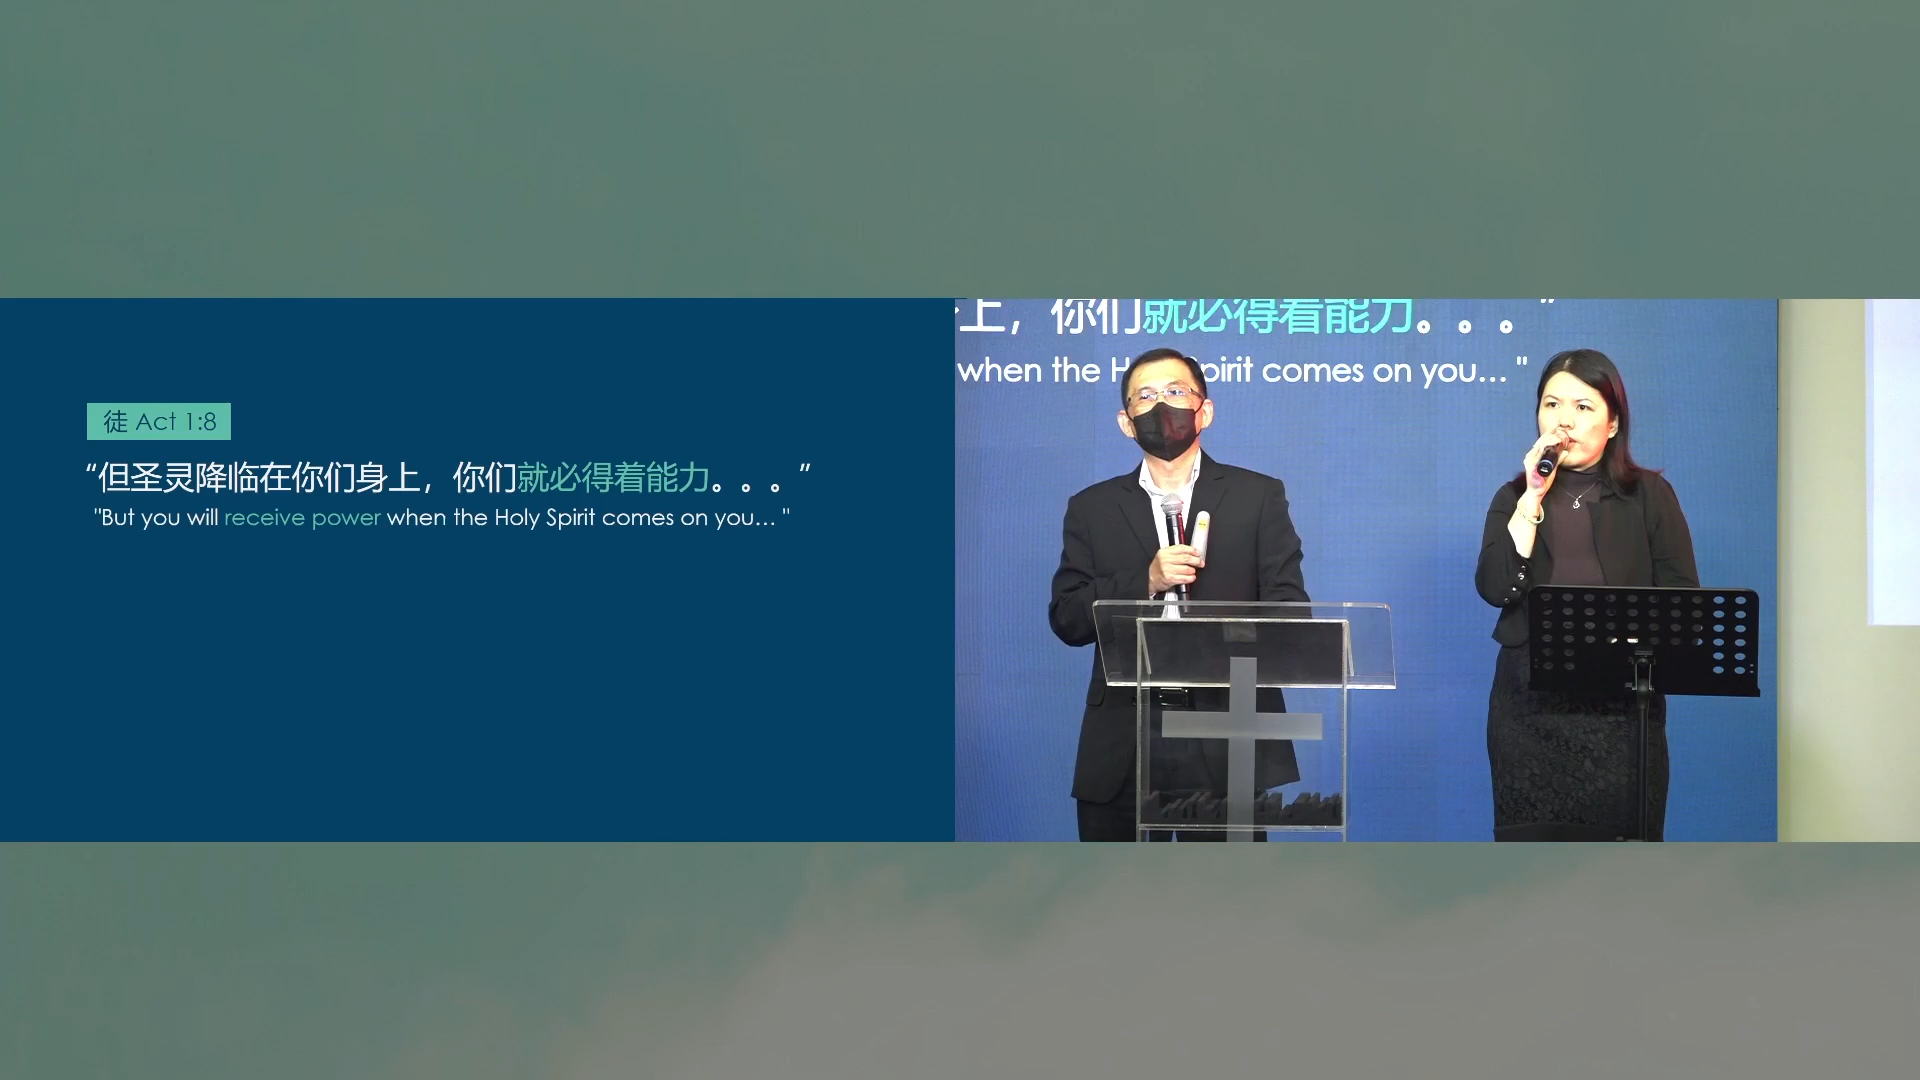 徒 Act 1:8
“但圣灵降临在你们身上，你们就必得着能力。。。”
"But you will receive power when the Holy Spirit comes on you... "
上，你们就必得着能力。。。”
when the H pirit comes on you... "